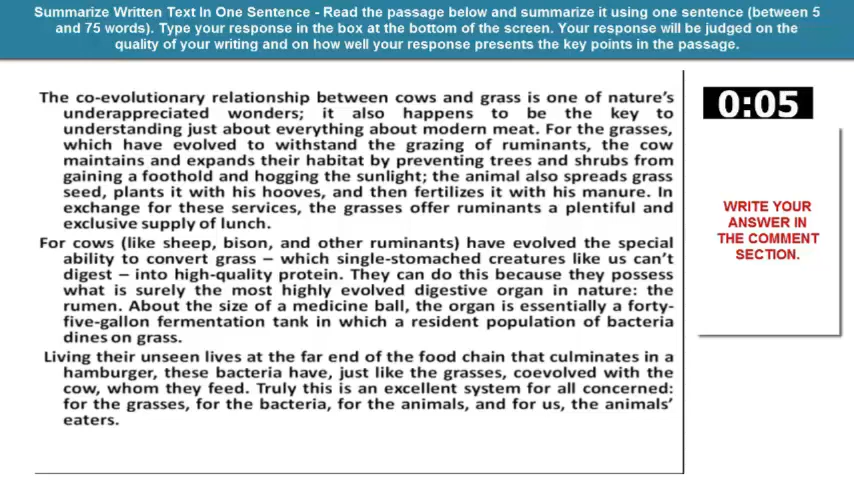 Summarize Written Text In One Sentence - Read the passage below and summarize it using one sentence (between 5
and 75 words). Type your response in the box at the bottom of the screen. Your response will be judged on the
quality of your writing and on how well your response presents the key points in the passage.
The co-evolutionary relationship between cows and grass is one of nature's
underappreciated wonders; it also happens to be the key to
understanding just about everything about modern meat. For the grasses,
which have evolved to withstand the grazing of ruminants, the cow
maintains and expands their habitat by preventing trees and shrubs from
gaining a foothold and hogging the sunlight; the animal also spreads grass
seed, plants it with his hooves, and then fertilizes it with his manure. In
exchange for these services, the grasses offer ruminants a plentiful and
exclusive supply of lunch.
For cows (like sheep, bison, and other ruminants) have evolved the special
ability to convert grass – which single-stomached creatures like us can't
digest – into high-quality protein. They can do this because they possess
what is surely the most highly evolved digestive organ in nature: the
rumen. About the size of a medicine ball, the organ is essentially a forty-
five-gallon fermentation tank in which a resident population of bacteria
dines on grass.
Living their unseen lives at the far end of the food chain that culminates in a
hamburger, these bacteria have, just like the grasses, coevolved with the
cow, whom they feed. Truly this is an excellent system for all concerned:
for the grasses, for the bacteria, for the animals, and for us, the animals'
eaters.
0:05
WRITE YOUR
ANSWER IN
THE COMMENT
SECTION.